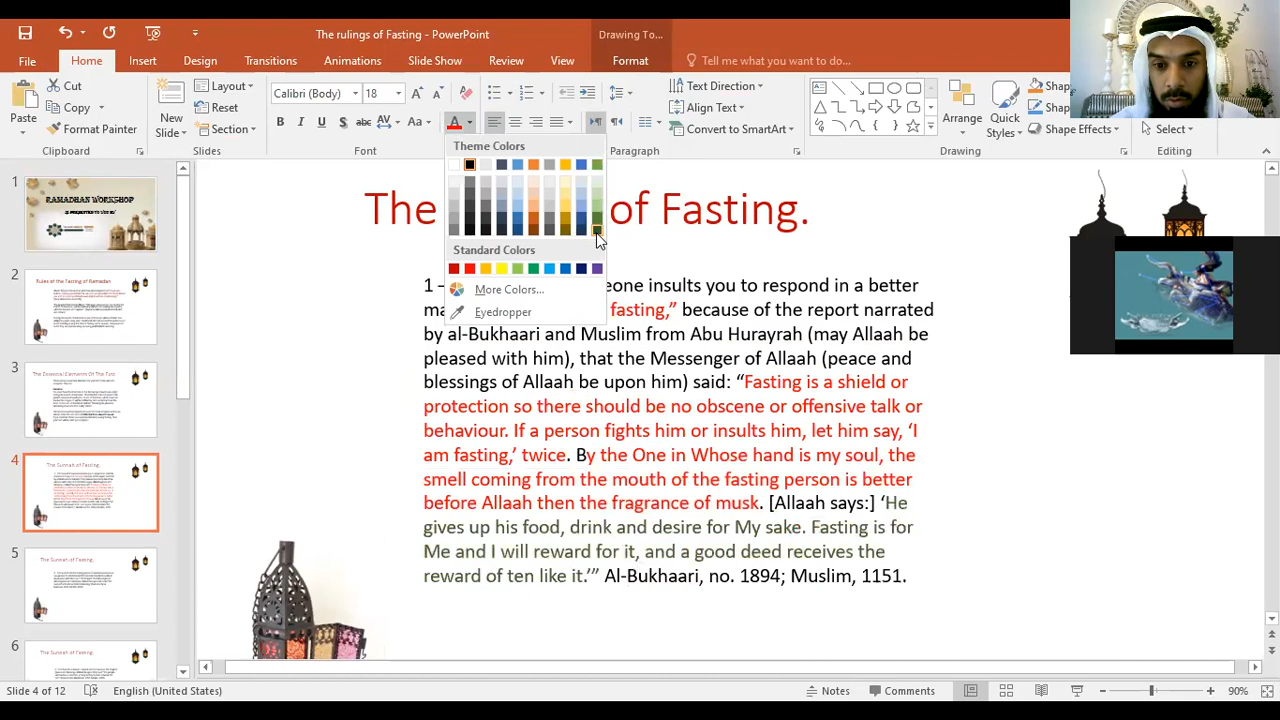 The rulings of Fasting - PowerPoint
Drawing To...
File
Home
Insert
Design
Transitions
Animations
Slide Show
Review
View
Format
Tell me what you want to do...
Paste
Cut
Copy
Format Painter
Clipboard
New
Slide
Layout
Reset
Section
Slides
Calibri (Body)
18
Font
Text Direction
Align Text
Convert to SmartArt
Paragraph
Arrange
Quick
Styles
Shape
Shape
Shape Effects
Drawing
Select
Editing
Theme Colors
Standard Colors
More Colors...
Eyedropper
1
RAMADHAN WORKSHOP
2
Rules of the Fasting of Ramadan
3
The Essential Elements Of The Fast
4
The Sunnah of Fasting.
5
The Sunnah of Fasting.
6
The Sunnah of Fasting.
The of Fasting.
1 – eone insults you to respond in a better
ma fasting,” because of the report narrated
by al-Bukhaari and Muslim from Abu Hurayrah (may Allaah be
pleased with him), that the Messenger of Allaah (peace and
blessings of Allaah be upon him) said: “Fasting is a shield or
protection so there should be no obscene or offensive talk or
behaviour. If a person fights him or insults him, let him say, ‘I
am fasting,’ twice. By the One in Whose hand is my soul, the
smell coming from the mouth of the fasting person is better
before Allaah then the fragrance of musk. [Allaah says:] ‘He
gives up his food, drink and desire for My sake. Fasting is for
Me and I will reward for it, and a good deed receives the
reward of ten like it.’” Al-Bukhaari, no. 1894; Muslim, 1151.
Slide 4 of 12
English (United States)
Notes
Comments
90%